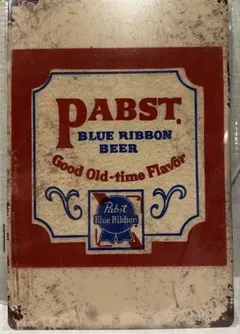 PABST.
BLUE RIBBON
BEER
Good Old-time Flavor
Pabst
Blue Ribbon